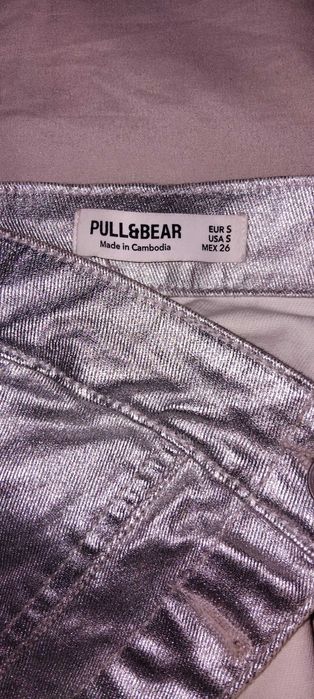 PULL&BEAR
Made in Cambodia
EUR S
USA S
MEX 26